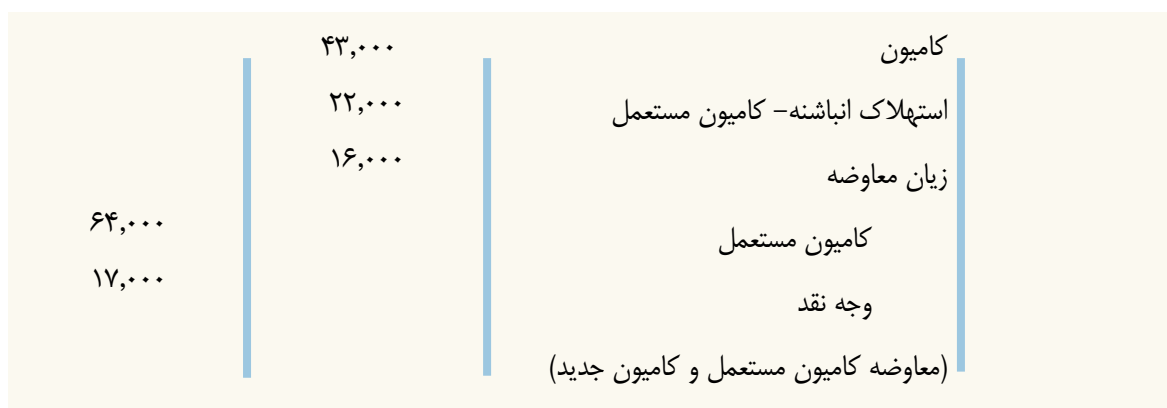 کامیون ۴۳,۰۰۰
استهلاک انباشنه– کامیون مستعمل ۲۲,۰۰۰
زیان معاوضه ۱۶,۰۰۰
کامیون مستعمل ۶۴,۰۰۰
وجه نقد ۱۷,۰۰۰
(معاوضه کامیون مستعمل و کامیون جدید)